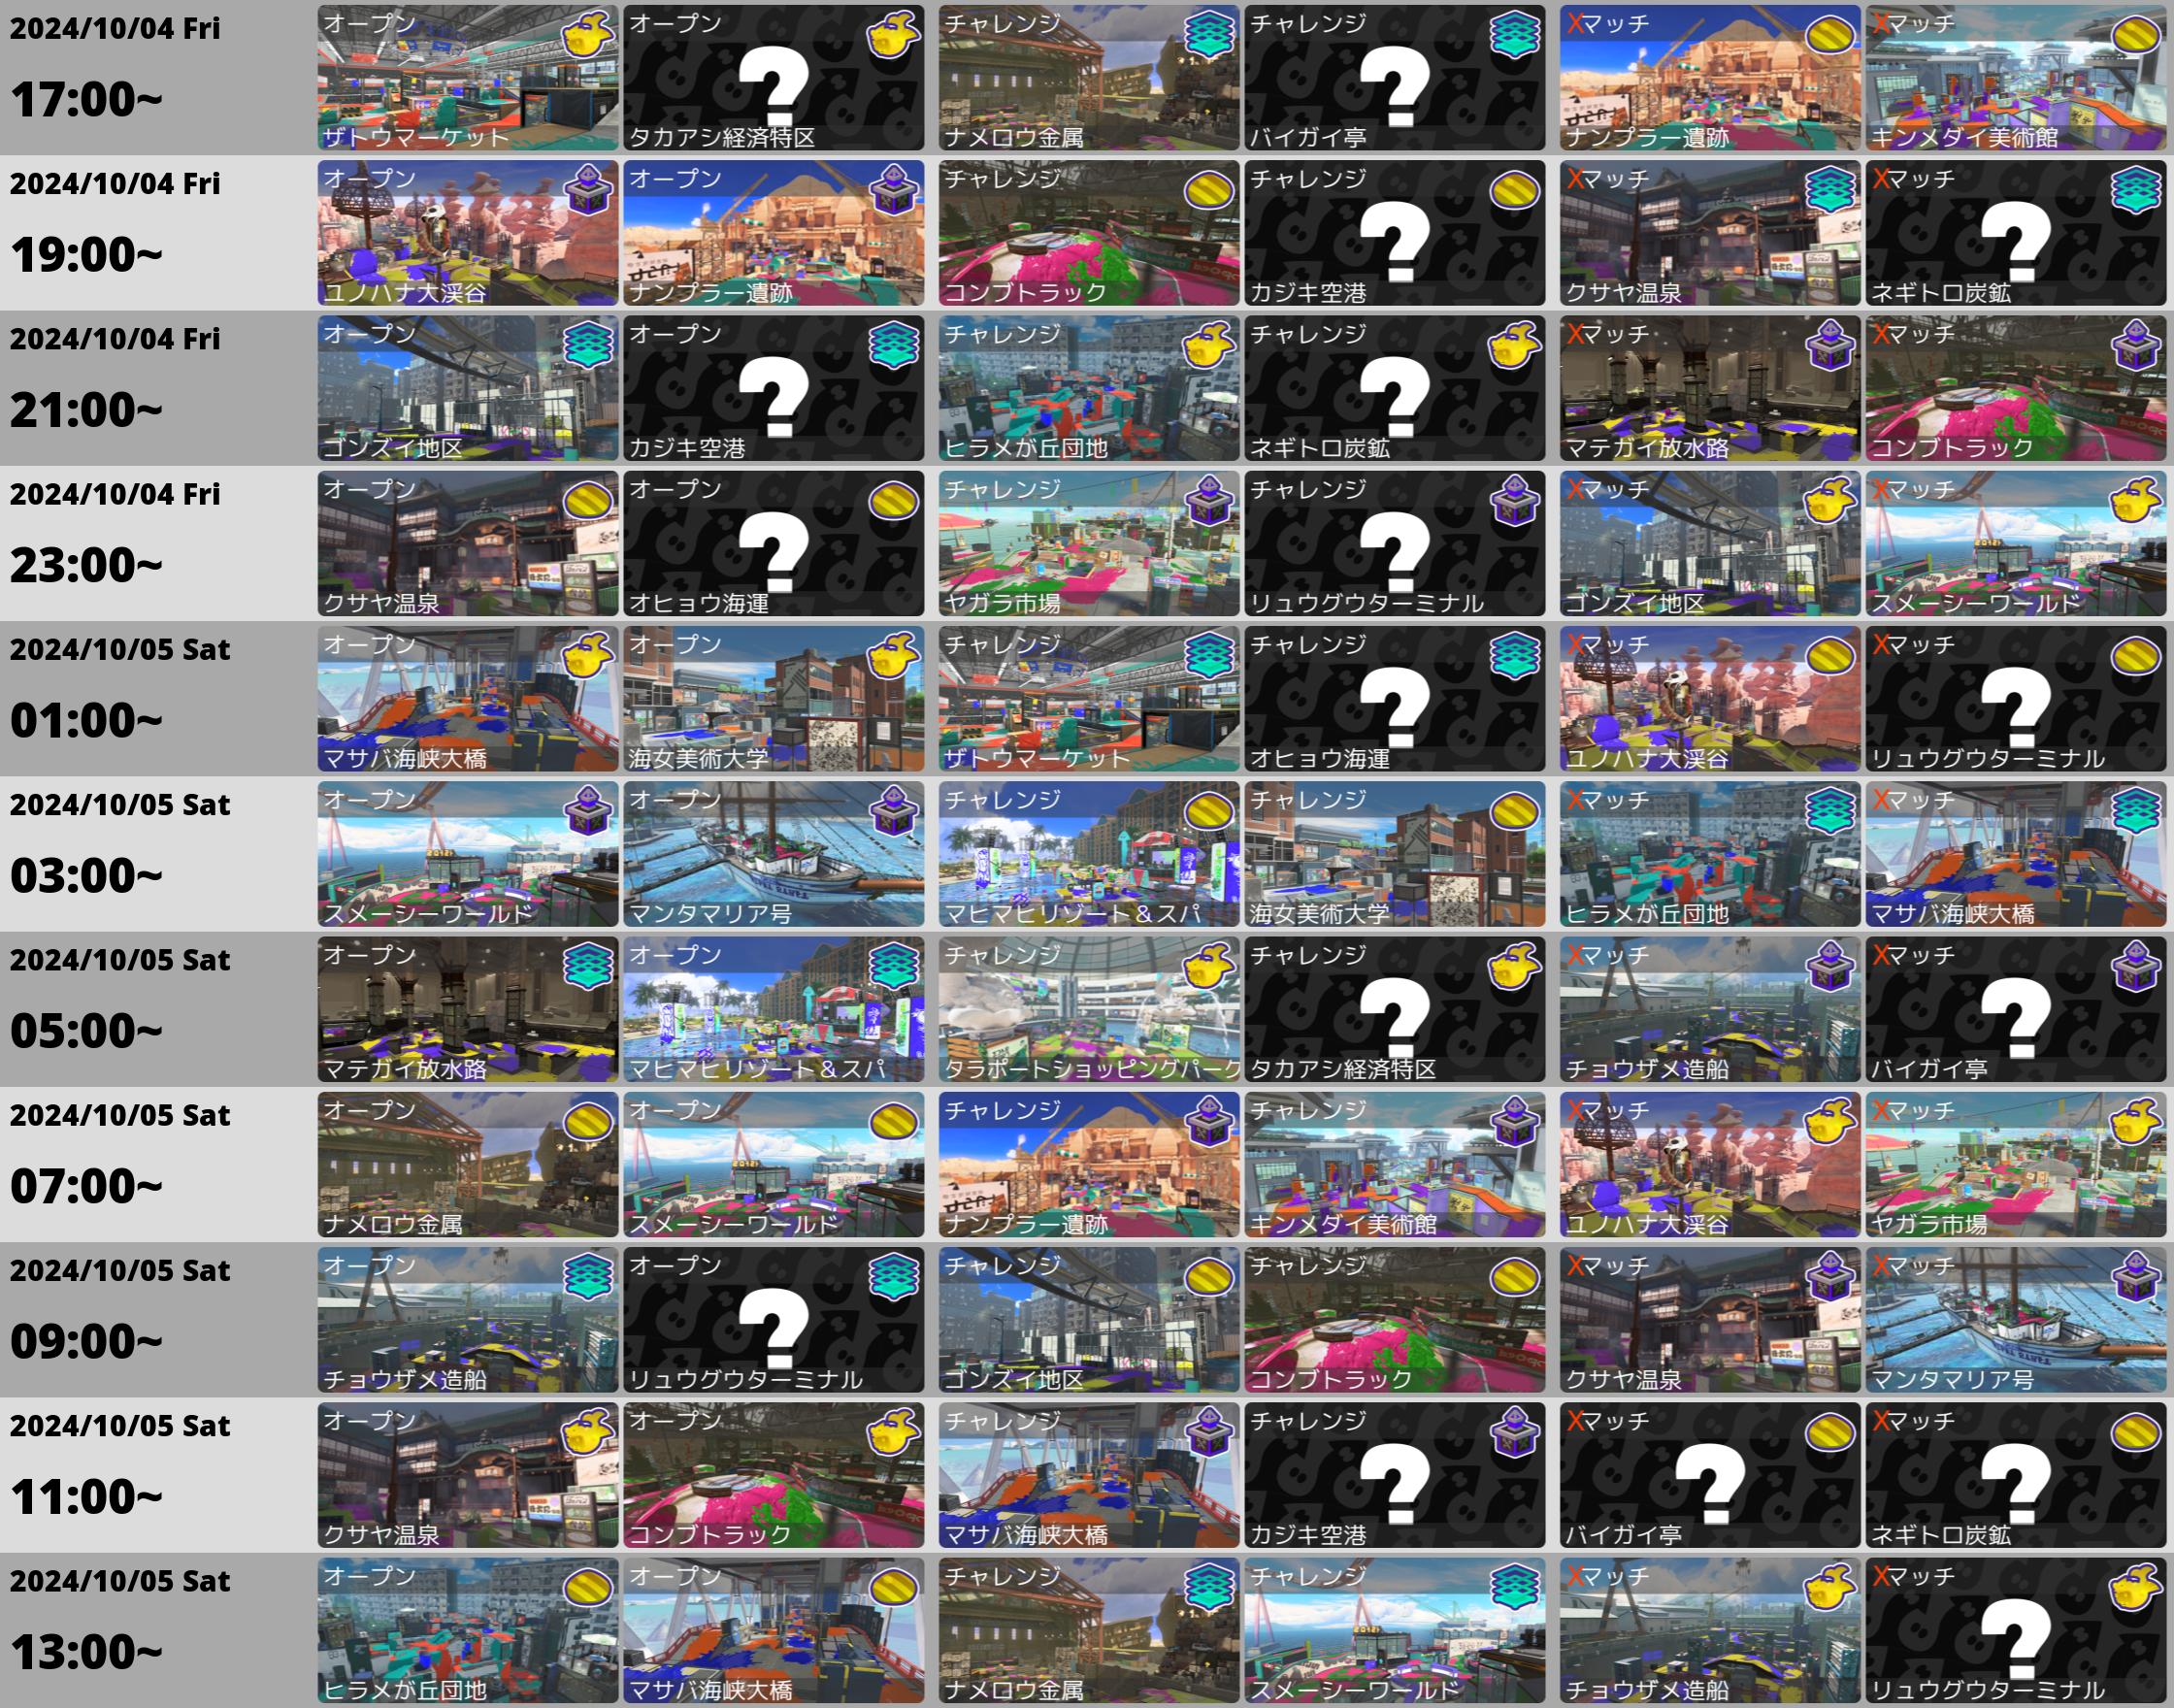 2024/10/04 Fri
17:00~
オープン
ザトウマーケット
オープン
タカアシ経済特区
チャレンジ
ナメロウ金属
チャレンジ
バイガイ亭
Xマッチ
ナンプラー遺跡
Xマッチ
キンメダイ美術館
2024/10/04 Fri
19:00~
オープン
ユノハナ大渓谷
オープン
ナンプラー遺跡
チャレンジ
コンブトラック
チャレンジ
カジキ空港
Xマッチ
クサヤ温泉
Xマッチ
ネギトロ炭鉱
2024/10/04 Fri
21:00~
オープン
ゴンズイ地区
オープン
カジキ空港
チャレンジ
ヒラメが丘団地
チャレンジ
ネギトロ炭鉱
Xマッチ
マテガイ放水路
Xマッチ
コンブトラック
2024/10/04 Fri
23:00~
オープン
クサヤ温泉
オープン
オヒョウ海運
チャレンジ
ヤガラ市場
チャレンジ
リュウグウターミナル
Xマッチ
ゴンズイ地区
Xマッチ
スメーシーワールド
2024/10/05 Sat
01:00~
オープン
マサバ海峡大橋
オープン
海女美術大学
チャレンジ
ザトウマーケット
チャレンジ
オヒョウ海運
Xマッチ
ユノハナ大渓谷
Xマッチ
リュウグウターミナル
2024/10/05 Sat
03:00~
オープン
スメーシーワールド
オープン
マンタマリア号
チャレンジ
マヒマヒリゾート＆スパ
チャレンジ
海女美術大学
Xマッチ
ヒラメが丘団地
Xマッチ
マサバ海峡大橋
2024/10/05 Sat
05:00~
オープン
マテガイ放水路
オープン
マヒマヒリゾート＆スパ
チャレンジ
タラポートショッピングパーク
チャレンジ
タカアシ経済特区
Xマッチ
チョウザメ造船
Xマッチ
バイガイ亭
2024/10/05 Sat
07:00~
オープン
ナメロウ金属
オープン
スメーシーワールド
チャレンジ
ナンプラー遺跡
チャレンジ
キンメダイ美術館
Xマッチ
ユノハナ大渓谷
Xマッチ
ヤガラ市場
2024/10/05 Sat
09:00~
オープン
チョウザメ造船
オープン
リュウグウターミナル
チャレンジ
ゴンズイ地区
チャレンジ
コンブトラック
Xマッチ
クサヤ温泉
Xマッチ
マンタマリア号
2024/10/05 Sat
11:00~
オープン
クサヤ温泉
オープン
コンブトラック
チャレンジ
マサバ海峡大橋
チャレンジ
カジキ空港
Xマッチ
バイガイ亭
Xマッチ
ネギトロ炭鉱
2024/10/05 Sat
13:00~
オープン
ヒラメが丘団地
オープン
マサバ海峡大橋
チャレンジ
ナメロウ金属
チャレンジ
スメーシーワールド
Xマッチ
チョウザメ造船
Xマッチ
リュウグウターミナル